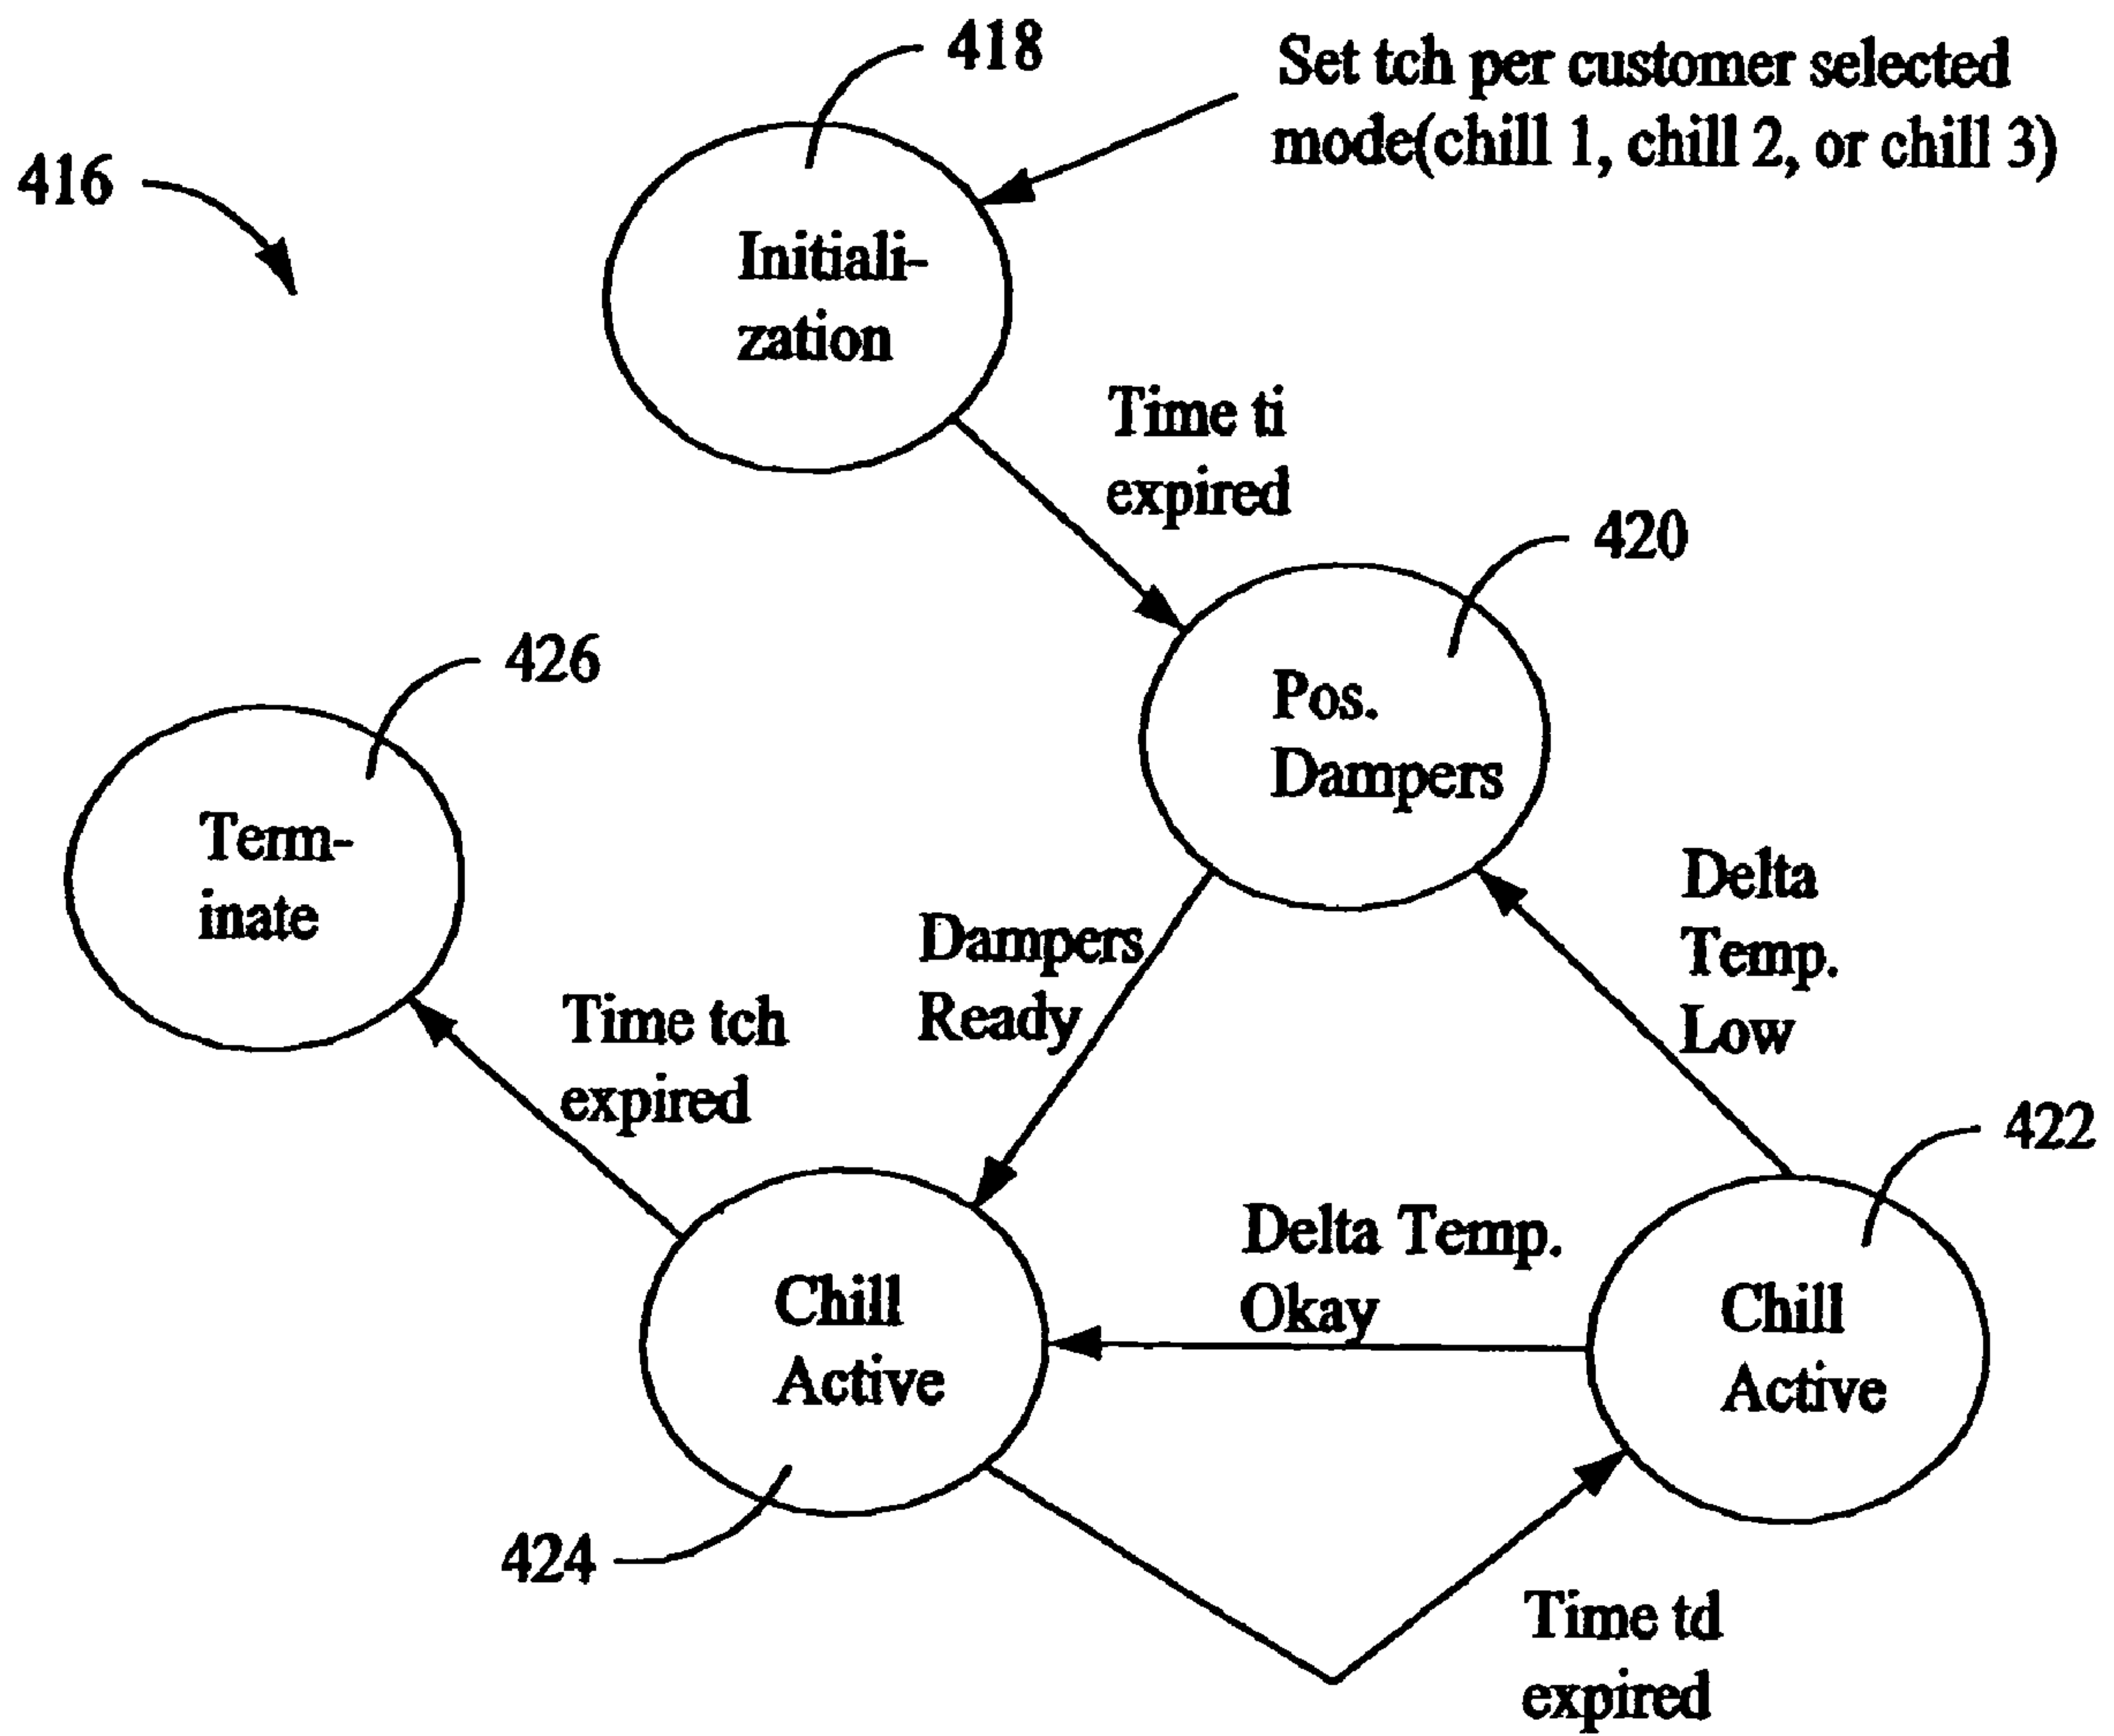 418
Set tch per customer selected
mode(chill 1, chill 2, or chill 3)
416
Initiali-
zation
Time ti
expired
420
426
Pos.
Dampers
Term-
inate
Delta
Temp.
Low
Dampers
Ready
Time tch
expired
422
Delta Temp.
Okay
Chill
Active
Chill
Active
424
Time td
expired